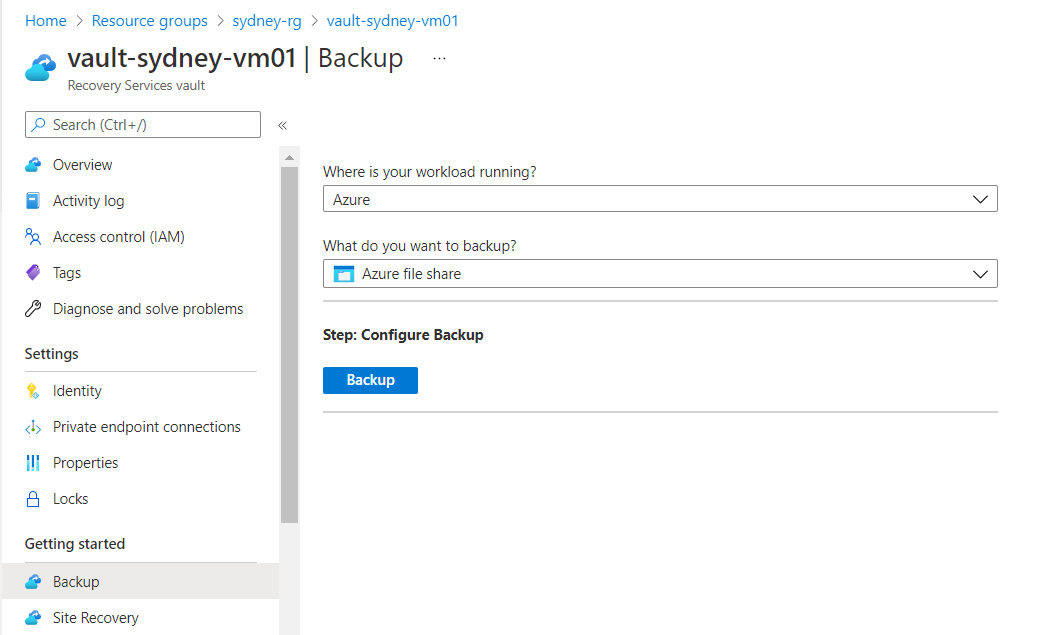 Home > Resource groups > sydney-rg > vault-sydney-vm01
vault-sydney-vm01 | Backup ...
Recovery Services vault
Search (Ctrl+/)
«
Overview
Activity log
Access control (IAM)
Tags
Diagnose and solve problems
Settings
Identity
Private endpoint connections
Properties
Locks
Getting started
Backup
Site Recovery
Where is your workload running?
Azure
What do you want to backup?
Azure file share
Step: Configure Backup
Backup